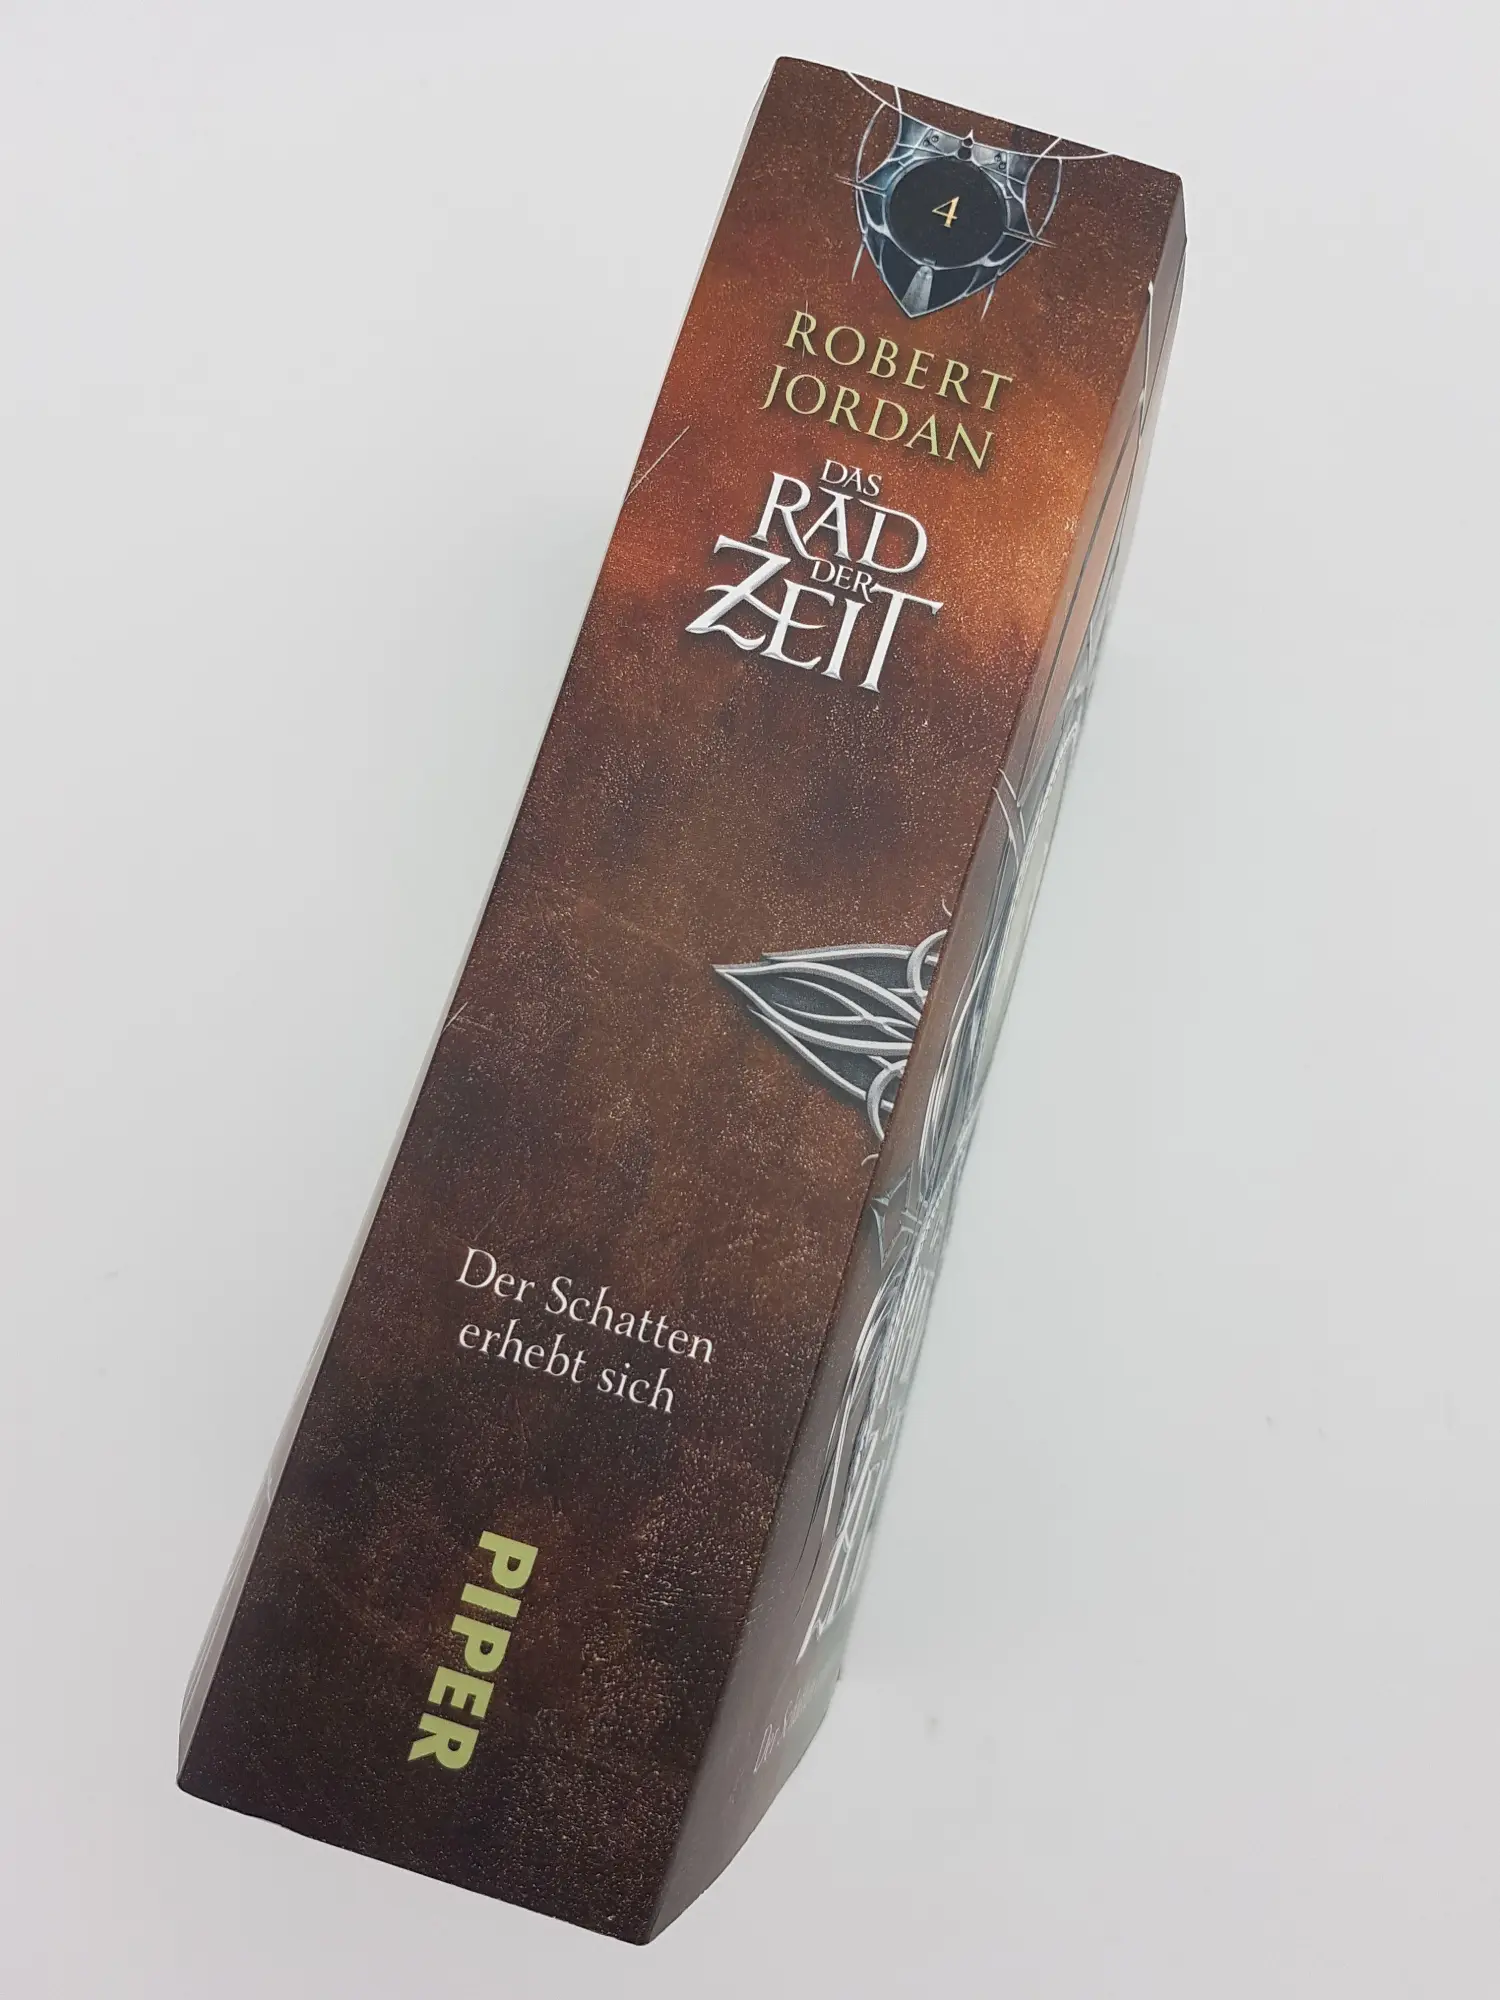 4
ROBERT
JORDAN
DAS
RAD
DER
ZEIT
Der Schatten
erhebt sich
PIPER